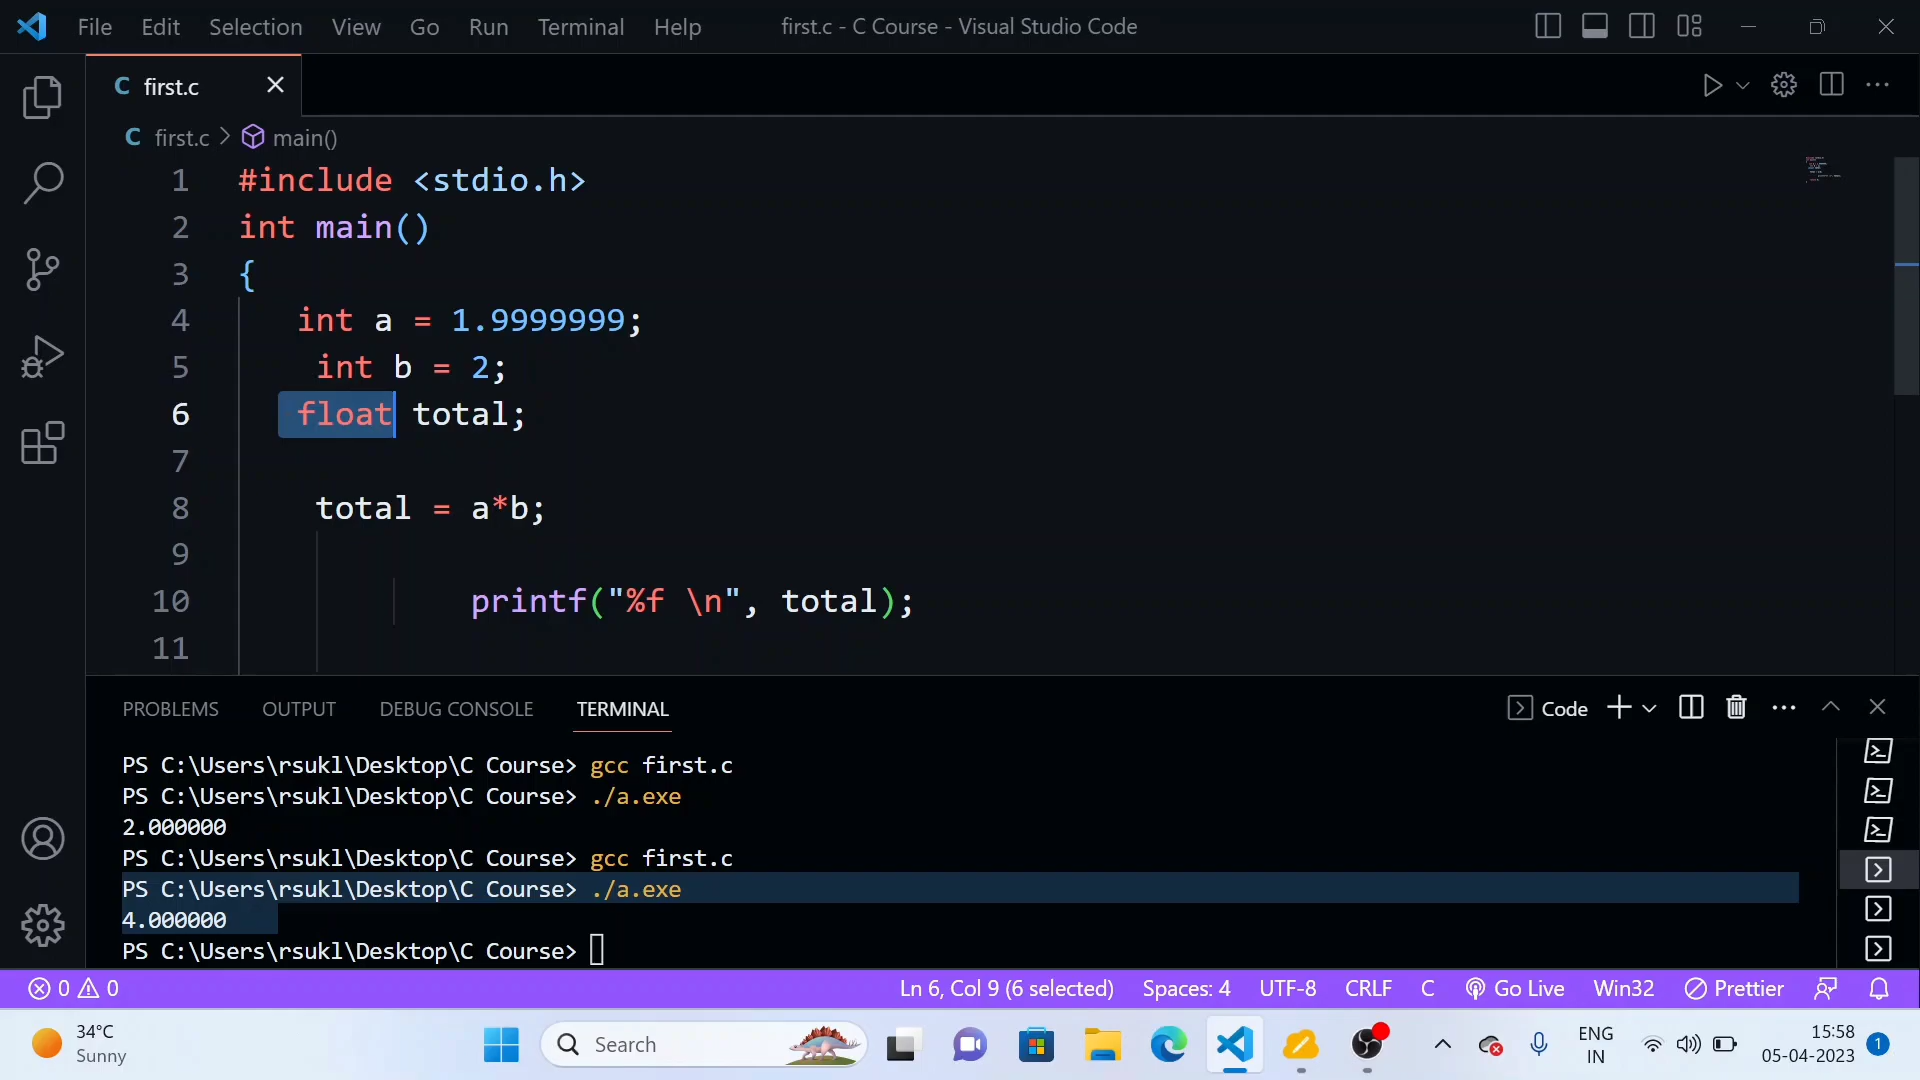 File Edit Selection View Go Run Terminal Help first.c - C Course - Visual Studio Code
C first.c
C first.c > main()
1 #include <stdio.h>
2 int main()
3 {
4 int a = 1.9999999;
5 int b = 2;
6 float total;
7
8 total = a*b;
9
10 printf("%f \n", total);
11
PROBLEMS OUTPUT DEBUG CONSOLE TERMINAL Code
PS C:\Users\rsukl\Desktop\C Course> gcc first.c
PS C:\Users\rsukl\Desktop\C Course> ./a.exe
2.000000
PS C:\Users\rsukl\Desktop\C Course> gcc first.c
PS C:\Users\rsukl\Desktop\C Course> ./a.exe
4.000000
PS C:\Users\rsukl\Desktop\C Course>
0 0 Ln 6, Col 9 (6 selected) Spaces: 4 UTF-8 CRLF C Go Live Win32 Prettier
34°C
Sunny
Search
ENG
IN
15:58
05-04-2023
1